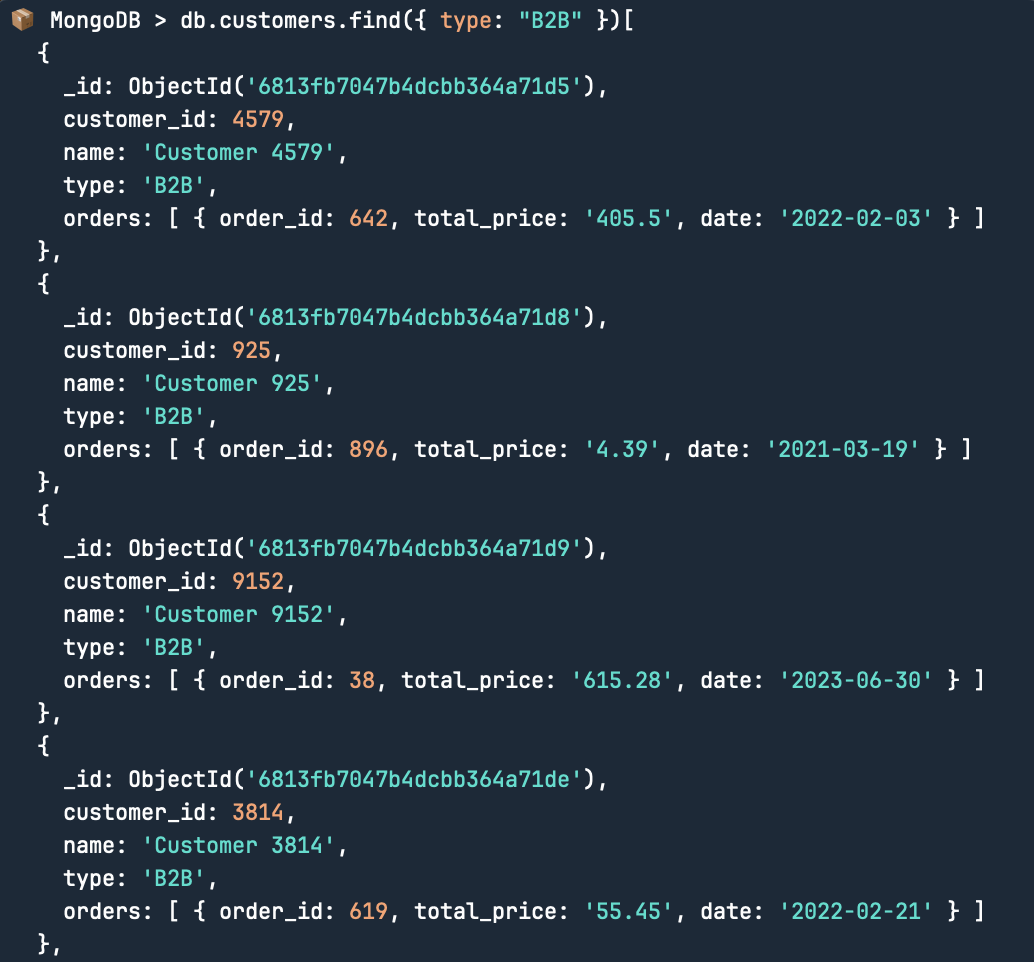 MongoDB > db.customers.find({ type: "B2B" })[
{
_id: ObjectId('6813fb7047b4dcbb364a71d5'),
customer_id: 4579,
name: 'Customer 4579',
type: 'B2B',
orders: [ { order_id: 642, total_price: '405.5', date: '2022-02-03' } ]
},
{
_id: ObjectId('6813fb7047b4dcbb364a71d8'),
customer_id: 925,
name: 'Customer 925',
type: 'B2B',
orders: [ { order_id: 896, total_price: '4.39', date: '2021-03-19' } ]
},
{
_id: ObjectId('6813fb7047b4dcbb364a71d9'),
customer_id: 9152,
name: 'Customer 9152',
type: 'B2B',
orders: [ { order_id: 38, total_price: '615.28', date: '2023-06-30' } ]
},
{
_id: ObjectId('6813fb7047b4dcbb364a71de'),
customer_id: 3814,
name: 'Customer 3814',
type: 'B2B',
orders: [ { order_id: 619, total_price: '55.45', date: '2022-02-21' } ]
},